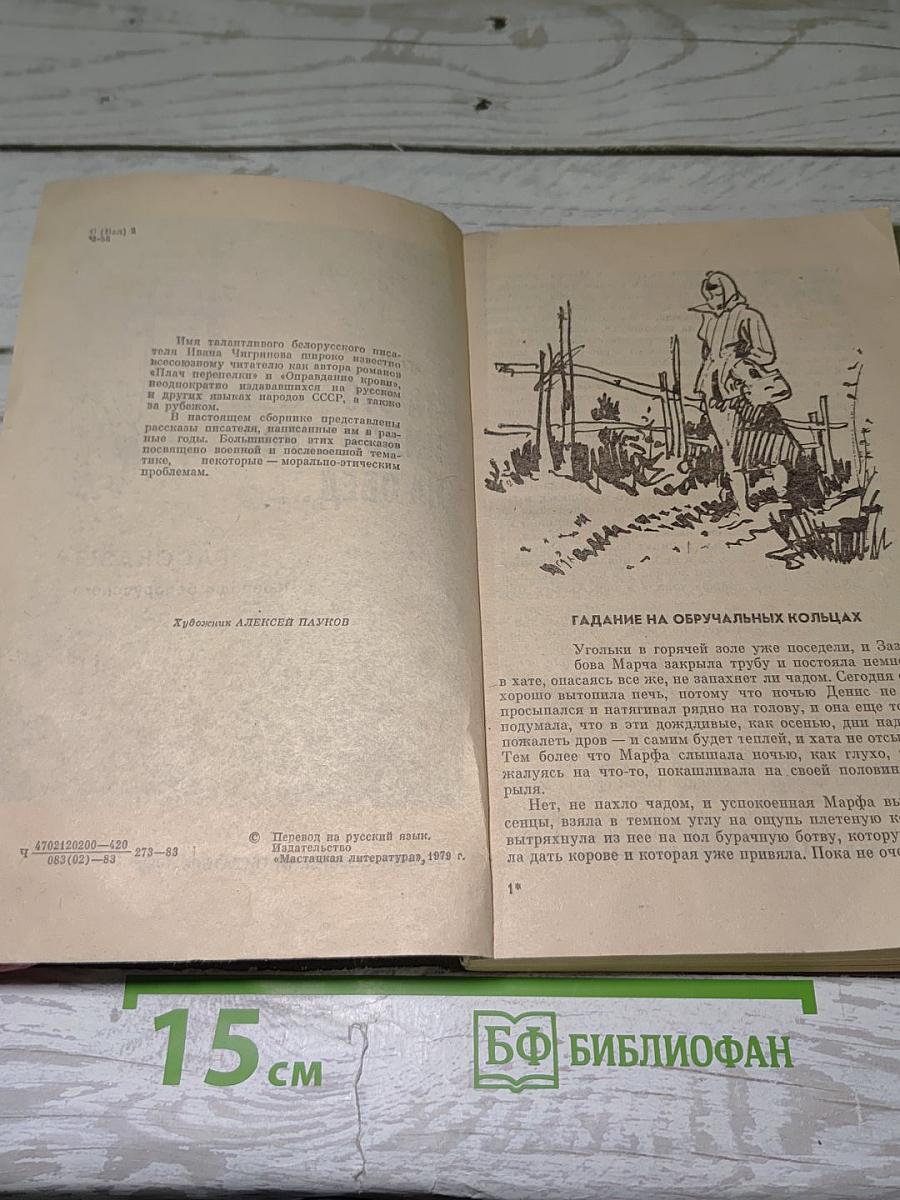 Ч-58
Имя талантливого белорусского писа-
теля Ивана Чигринова широко известно
всесоюзному читателю как автора романов
«Плач перепелки» и «Оправдание крови»,
неоднократно издававшихся на русском
и других языках народов СССР, а также
за рубежом.
В настоящем сборнике представлены
рассказы писателя, написанные им в раз-
ные годы. Большинство этих рассказов
посвящено военной и послевоенной тема-
тике, некоторые — морально-этическим
проблемам.
Художник АЛЕКСЕЙ ПАУКОВ
Ч 4702120200—420
083(02)—83 273—83
© Перевод на русский язык.
Издательство
«Мастацкая литература», 1979 г.
ГАДАНИЕ НА ОБРУЧАЛЬНЫХ КОЛЬЦАХ
Угольки в горячей золе уже поседели, и Заз
бова Марча закрыла трубу и постояла немн
в хате, опасаясь все же, не запахнет ли чадом. Сегодня
хорошо вытопила печь, потому что ночью Денис не
просыпался и натягивал рядно на голову, и она еще то
подумала, что в эти дождливые, как осенью, дни над
пожалеть дров — и самим будет теплей, и хата не отсы
Тем более что Марфа слышала ночью, как глухо,
жалуясь на что-то, покашливала на своей половин
рыля.
Нет, не пахло чадом, и успокоенная Марфа вы
сенцы, взяла в темном углу на ощупь плетеную к
вытряхнула из нее на пол бурачную ботву, котору
ла дать корове и которая уже привяла. Пока не оче
1*
15 см
БФ БИБЛИОФАН